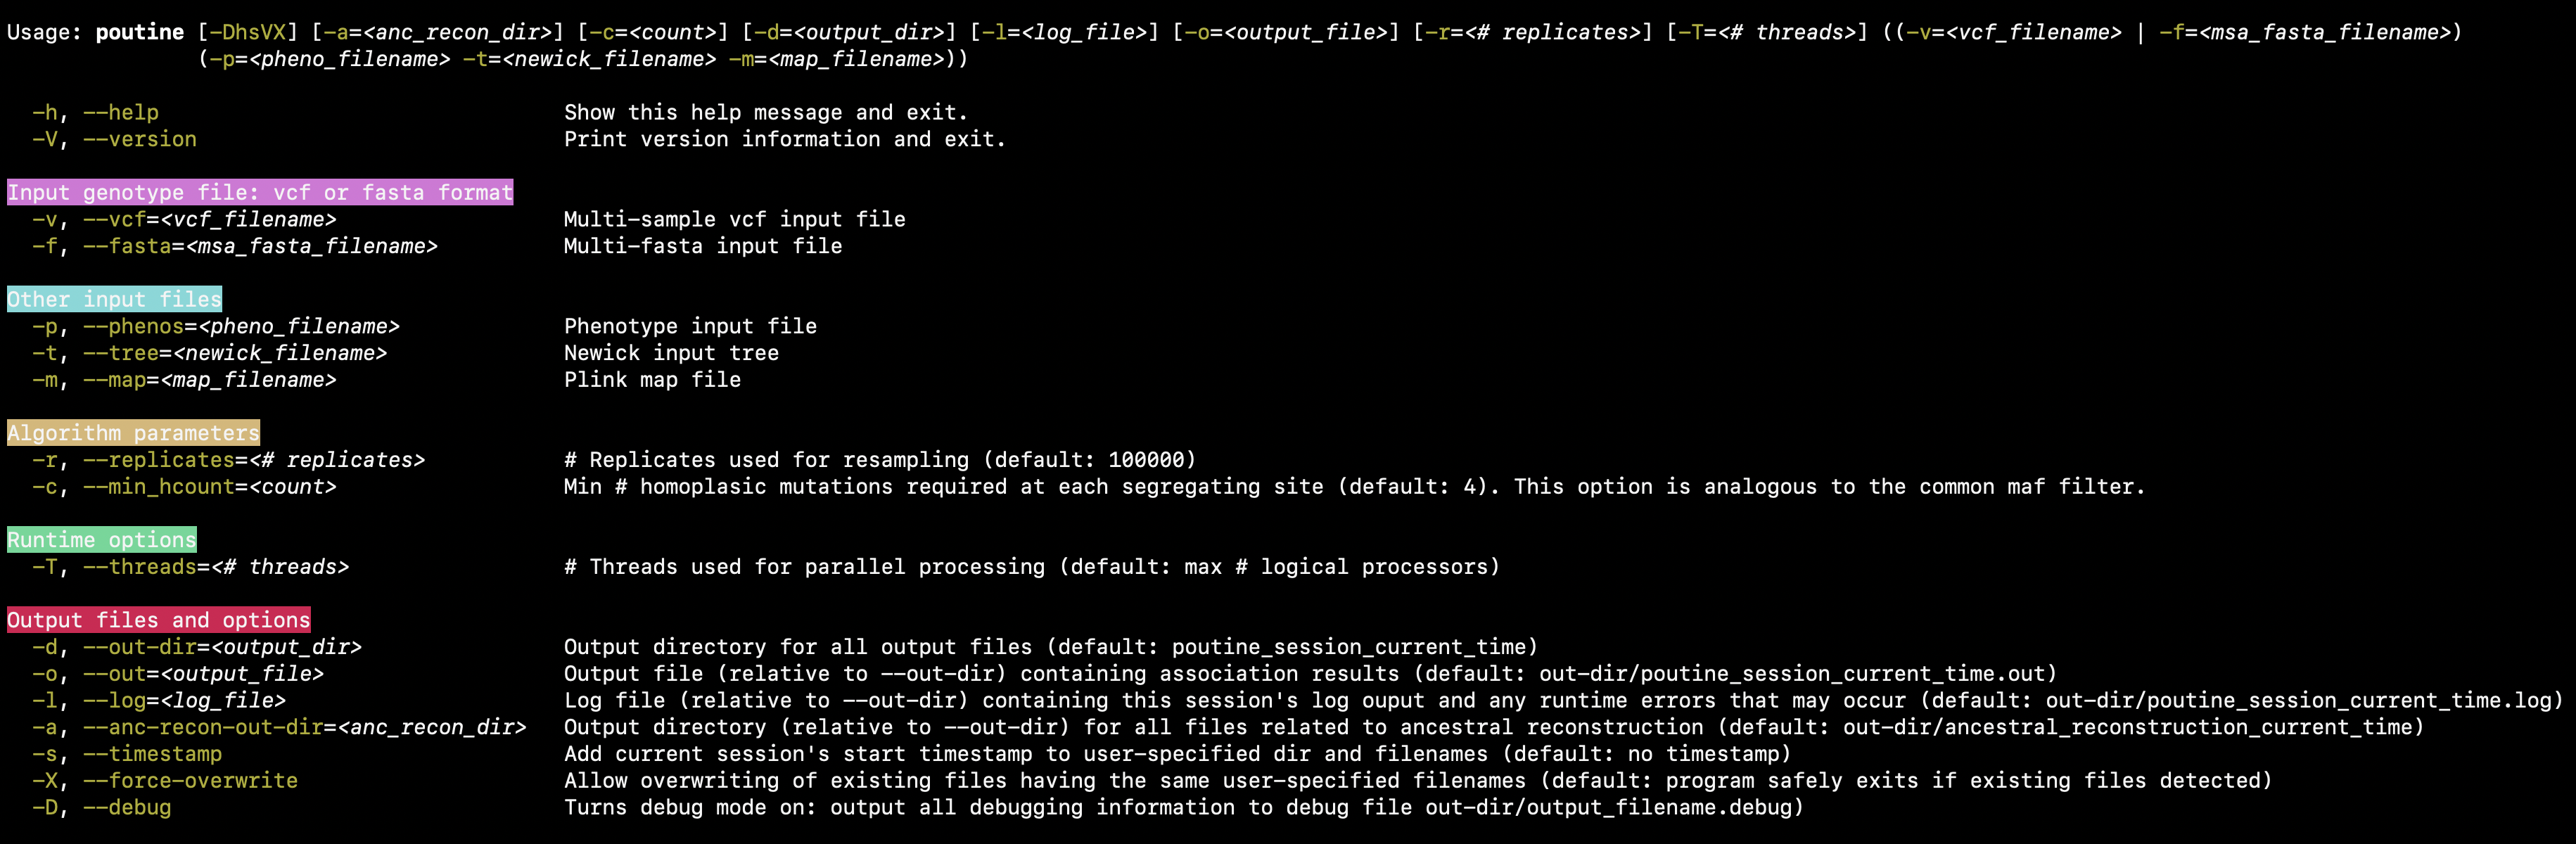 Usage: poutine [-DhsVX] [-a=<anc_recon_dir>] [-c=<count>] [-d=<output_dir>] [-l=<log_file>] [-o=<output_file>] [-r=<# replicates>] [-T=<# threads>] ((-v=<vcf_filename> | -f=<msa_fasta_filename>)
(-p=<pheno_filename> -t=<newick_filename> -m=<map_filename>))
-h, --help Show this help message and exit.
-V, --version Print version information and exit.
Input genotype file: vcf or fasta format
-v, --vcf=<vcf_filename> Multi-sample vcf input file
-f, --fasta=<msa_fasta_filename> Multi-fasta input file
Other input files
-p, --phenos=<pheno_filename> Phenotype input file
-t, --tree=<newick_filename> Newick input tree
-m, --map=<map_filename> Plink map file
Algorithm parameters
-r, --replicates=<# replicates> # Replicates used for resampling (default: 100000)
-c, --min_hcount=<count> Min # homoplasic mutations required at each segregating site (default: 4). This option is analogous to the common maf filter.
Runtime options
-T, --threads=<# threads> # Threads used for parallel processing (default: max # logical processors)
Output files and options
-d, --out-dir=<output_dir> Output directory for all output files (default: poutine_session_current_time)
-o, --out=<output_file> Output file (relative to --out-dir) containing association results (default: out-dir/poutine_session_current_time.out)
-l, --log=<log_file> Log file (relative to --out-dir) containing this session's log ouput and any runtime errors that may occur (default: out-dir/poutine_session_current_time.log)
-a, --anc-recon-out-dir=<anc_recon_dir> Output directory (relative to --out-dir) for all files related to ancestral reconstruction (default: out-dir/ancestral_reconstruction_current_time)
-s, --timestamp Add current session's start timestamp to user-specified dir and filenames (default: no timestamp)
-X, --force-overwrite Allow overwriting of existing files having the same user-specified filenames (default: program safely exits if existing files detected)
-D, --debug Turns debug mode on: output all debugging information to debug file out-dir/output_filename.debug)